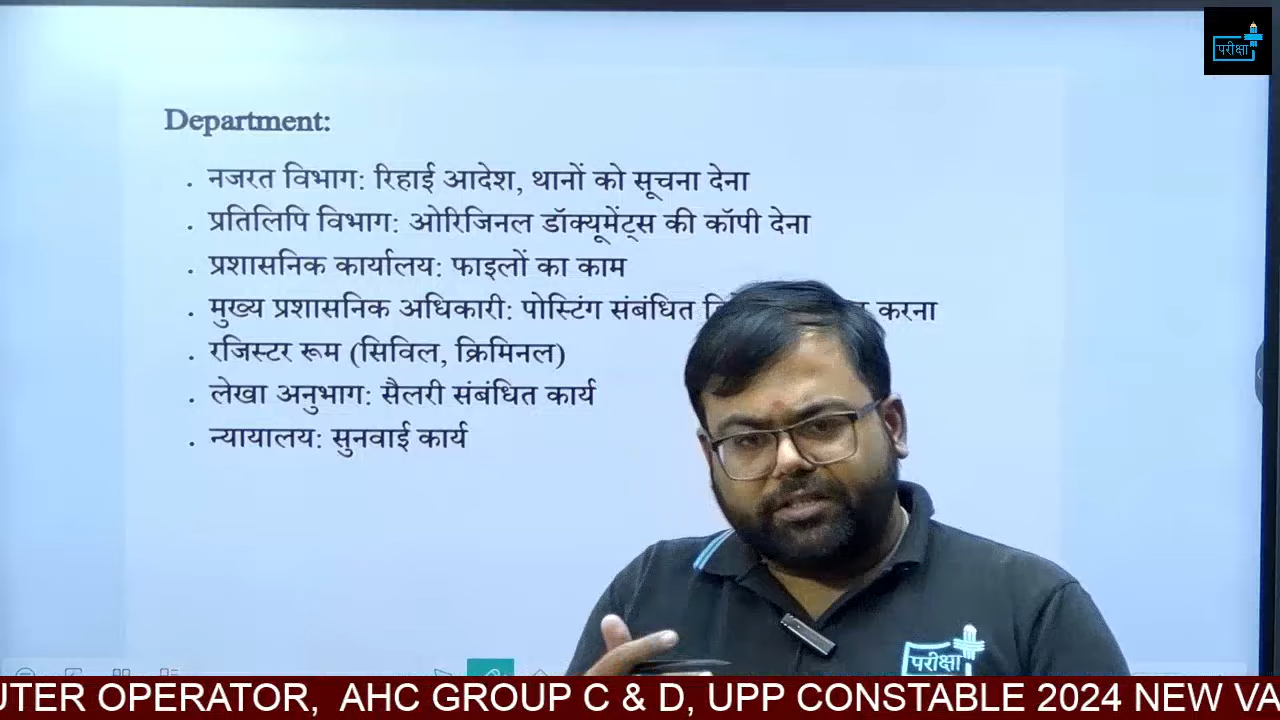 परीक्षा
Department:
. नजरत विभाग: रिहाई आदेश, थानों को सूचना देना
. प्रतिलिपि विभाग: ओरिजिनल डॉक्यूमेंट्स की कॉपी देना
. प्रशासनिक कार्यालय: फाइलों का काम
. मुख्य प्रशासनिक अधिकारी: पोस्टिंग संबंधित करना
. रजिस्टर रूम (सिविल, क्रिमिनल)
. लेखा अनुभाग: सैलरी संबंधित कार्य
. न्यायालय: सुनवाई कार्य
परीक्षा
UTER OPERATOR, AHC GROUP C & D, UPP CONSTABLE 2024 NEW VA